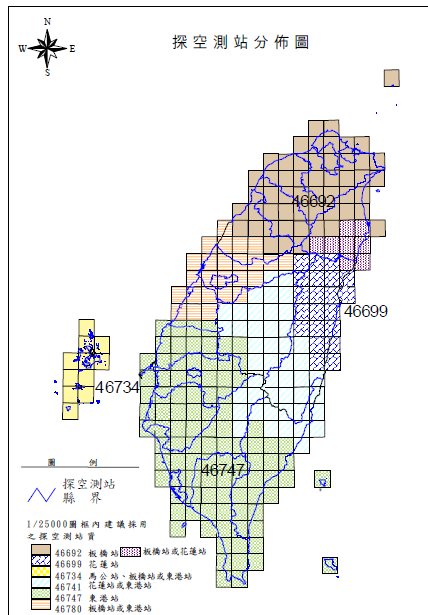 N
W E
S
探空測站分佈圖
46692
46699
46734
46747
圖 例
探空測站
縣 界
1/25000圖框內建議採用
之探空測站資
46692 板橋站 板橋站或花蓮站
46699 花蓮站
46734 馬公站、板橋站或東港站
46741 花蓮站或東港站
46747 東港站
46780 板橋站或東港站